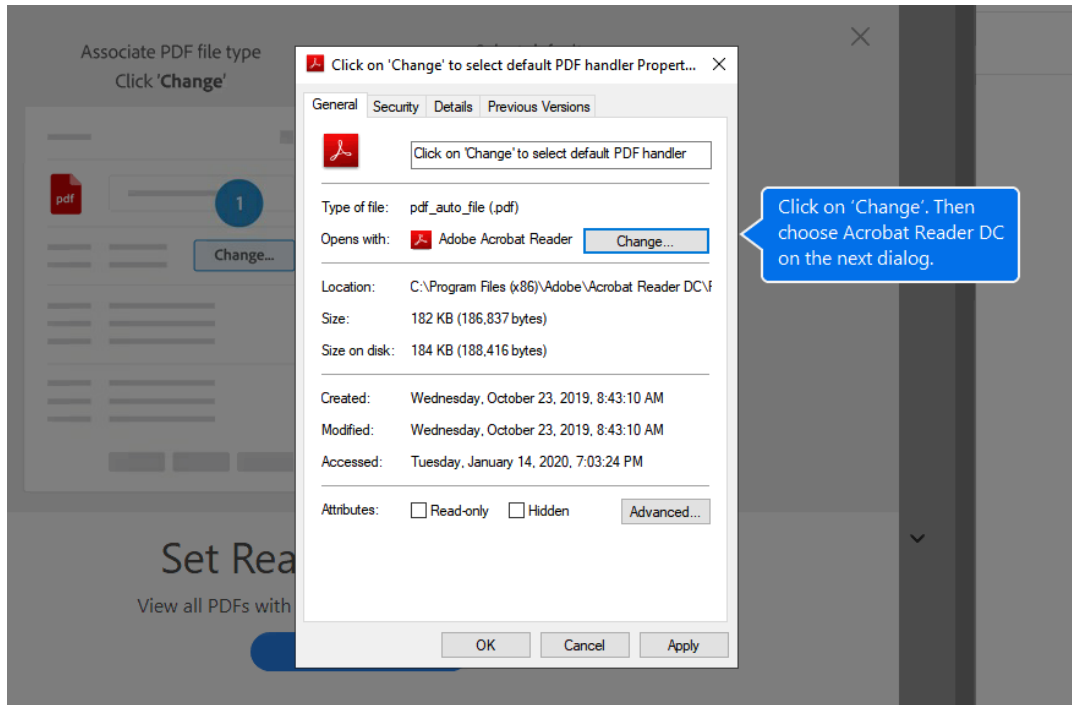 Associate PDF file type
Click 'Change'
pdf
1
Change...
Set Rea
View all PDFs with
Click on 'Change' to select default PDF handler Propert...
General Security Details Previous Versions
Click on 'Change' to select default PDF handler
Type of file: pdf_auto_file (.pdf)
Opens with: Adobe Acrobat Reader Change...
Location: C:\Program Files (x86)\Adobe\Acrobat Reader DC\
Size: 182 KB (186,837 bytes)
Size on disk: 184 KB (188,416 bytes)
Created: Wednesday, October 23, 2019, 8:43:10 AM
Modified: Wednesday, October 23, 2019, 8:43:10 AM
Accessed: Tuesday, January 14, 2020, 7:03:24 PM
Attributes: Read-only Hidden Advanced...
OK Cancel Apply
Click on 'Change'. Then
choose Acrobat Reader DC
on the next dialog.